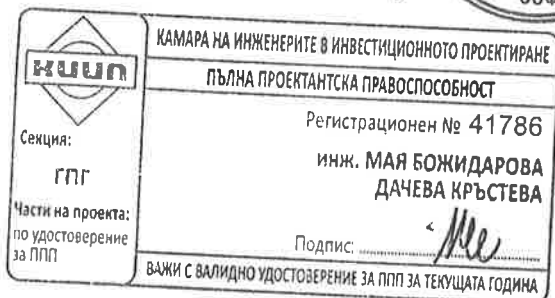 КАМАРА НА ИНЖЕНЕРИТЕ В ИНВЕСТИЦИОННОТО ПРОЕКТИРАНЕ
ПЪЛНА ПРОЕКТАНТСКА ПРАВОСПОСОБНОСТ
КИИП
Секция:
ГПГ
Части на проекта:
по удостоверение
за ППП
Регистрационен № 41786
инж. МАЯ БОЖИДАРОВА
ДАЧЕВА КРЪСТЕВА
Подпис:
ВАЖИ С ВАЛИДНО УДОСТОВЕРЕНИЕ ЗА ППП ЗА ТЕКУЩАТА ГОДИНА